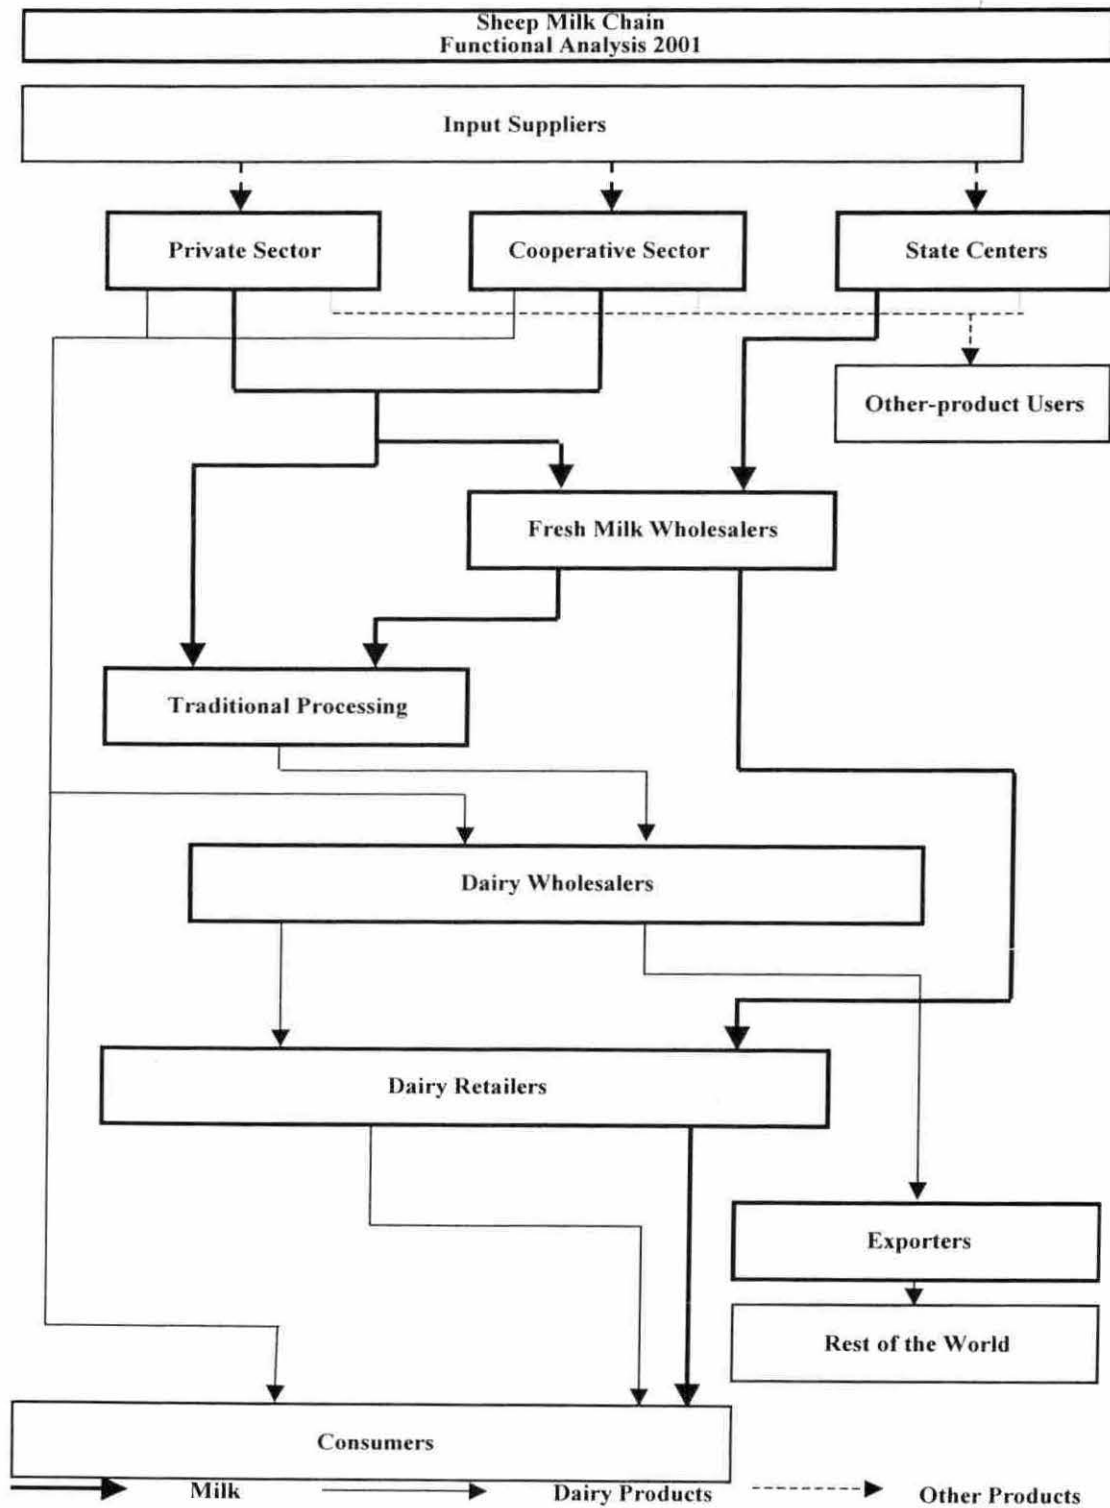 Sheep Milk Chain
Functional Analysis 2001
Input Suppliers
Private Sector
Cooperative Sector
State Centers
Other-product Users
Fresh Milk Wholesalers
Traditional Processing
Dairy Wholesalers
Dairy Retailers
Exporters
Rest of the World
Consumers
Milk
Dairy Products
Other Products